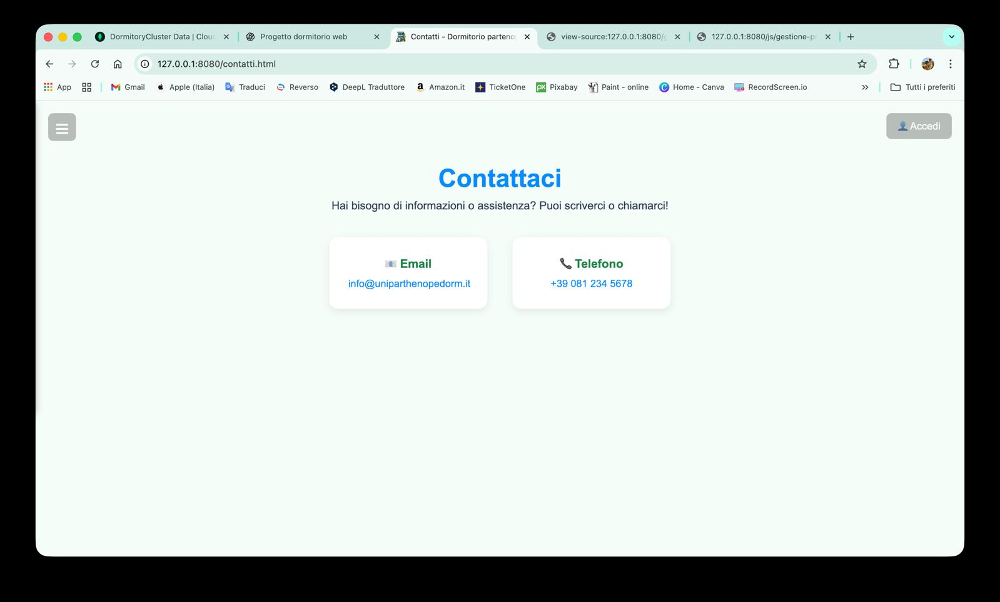 DormitoryCluster Data | Clou
Progetto dormitorio web
Contatti - Dormitorio parteno
view-source:127.0.0.1:8080/g
127.0.0.1:8080/js/gestione-pr
127.0.0.1:8080/contatti.html
App
Gmail
Apple (Italia)
Traduci
Reverso
DeepL Traduttore
Amazon.it
TicketOne
Pixabay
Paint - online
Home - Canva
RecordScreen.io
Tutti i preferiti
Accedi
Contattaci
Hai bisogno di informazioni o assistenza? Puoi scriverci o chiamarci!
Email
info@uniparthenopedorm.it
Telefono
+39 081 234 5678